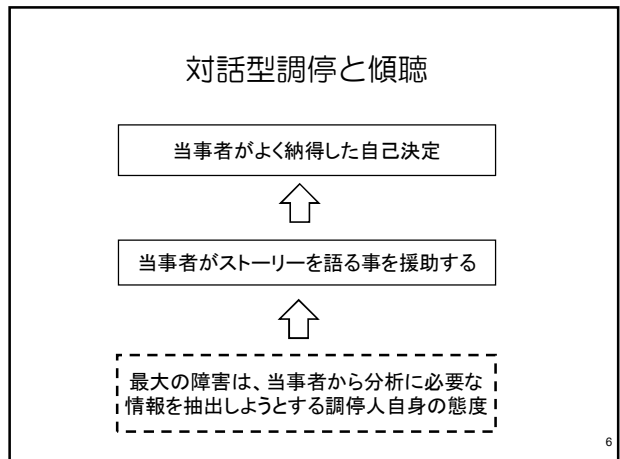 対話型調停と傾聴
当事者がよく納得した自己決定
当事者がストーリーを語る事を援助する
最大の障害は、当事者から分析に必要な
情報を抽出しようとする調停人自身の態度
6